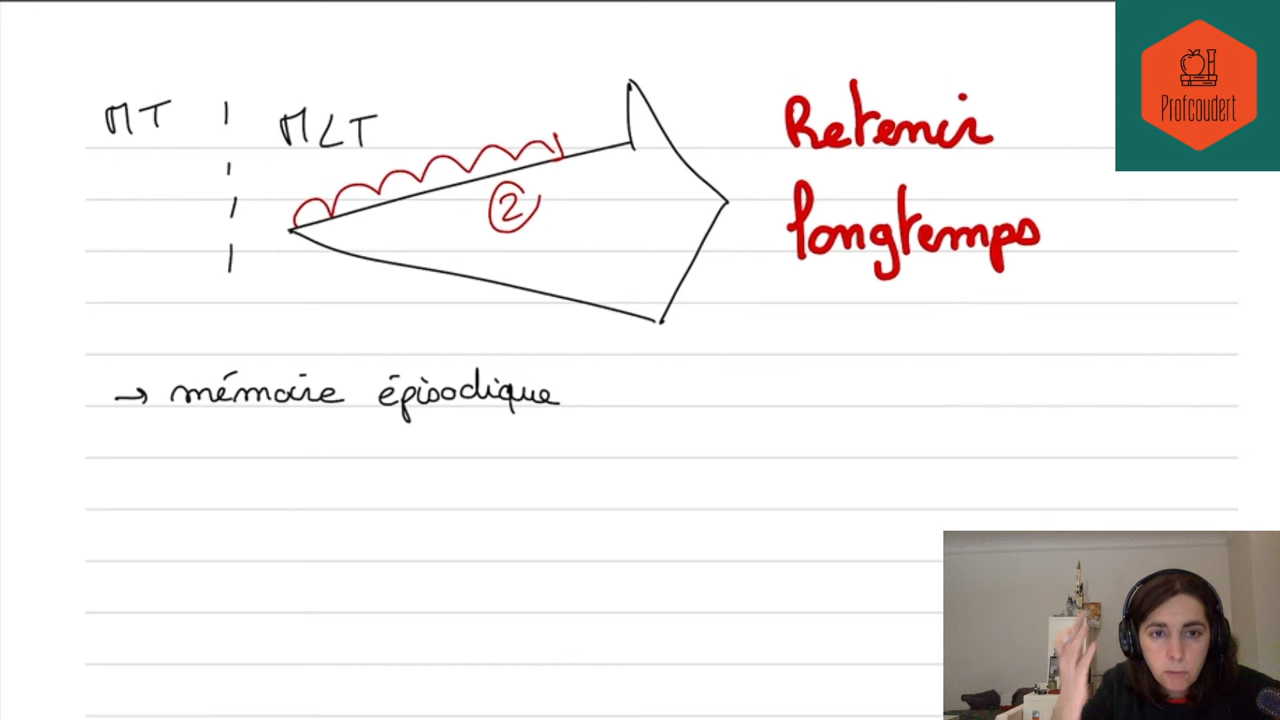 MT
MLT
Retenir
longtemps
②
→ mémoire épisodique
Profcoudert